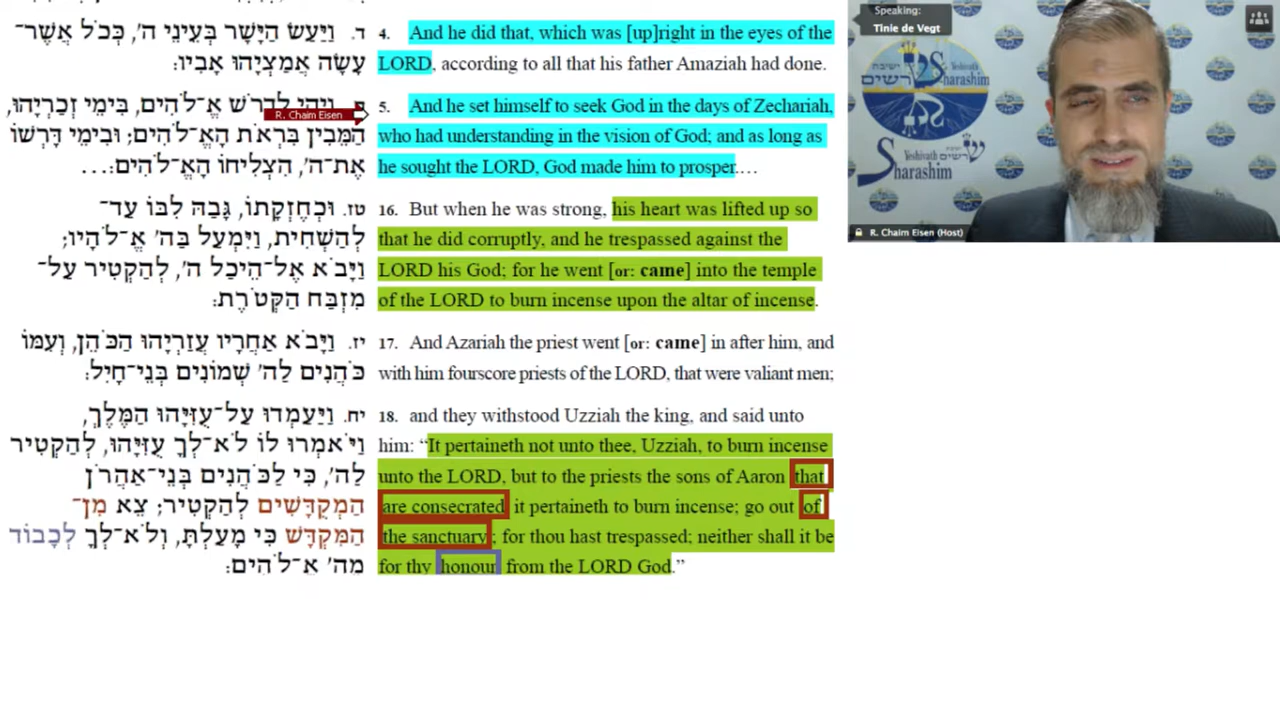 ד. וַיַּעַשׂ הַיָּשָׁר בְּעֵינֵי ה', כְּכֹל אֲשֶׁר־
עָשָׂה אֲמַצְיָהוּ אָבִיו:
לִדְרֹשׁ אֱ־לֹהִים, בִּימֵי זְכַרְיָהוּ,
הַמֵּבִין בִּרְאֹת הָאֱ־לֹהִים; וּבִימֵי דָּרְשׁוֹ
אֶת־ה', הִצְלִיחוֹ הָאֱ־לֹהִים:…
טז. וּכְחֶזְקָתוֹ, גָּבַהּ לִבּוֹ עַד־
לְהַשְׁחִית, וַיִּמְעַל בַּה' אֱ־לֹהָיו;
וַיָּבֹא אֶל־הֵיכַל ה', לְהַקְטִיר עַל־
מִזְבַּח הַקְּטֹרֶת:
יז. וַיָּבֹא אַחֲרָיו עֲזַרְיָהוּ הַכֹּהֵן, וְעִמּוֹ
כֹּהֲנִים לַה' שְׁמוֹנִים בְּנֵי־חָיִל:
יח. וַיַּעַמְדוּ עַל־עֻזִּיָּהוּ הַמֶּלֶךְ,
וַיֹּאמְרוּ לוֹ לֹא־לְךָ עֻזִּיָּהוּ, לְהַקְטִיר
לַה', כִּי לַכֹּהֲנִים בְּנֵי־אַהֲרֹן
הַמְקֻדָּשִׁים לְהַקְטִיר; צֵא מִן־
הַמִּקְדָּשׁ כִּי מָעַלְתָּ, וְלֹא־לְךָ לְכָבוֹד
מֵה' אֱ־לֹהִים:
R. Chaim Eisen
4. And he did that, which was [up]right in the eyes of the
LORD, according to all that his father Amaziah had done.
5. And he set himself to seek God in the days of Zechariah,
who had understanding in the vision of God; and as long as
he sought the LORD, God made him to prosper.…
16. But when he was strong, his heart was lifted up so
that he did corruptly, and he trespassed against the
LORD his God; for he went [or: came] into the temple
of the LORD to burn incense upon the altar of incense.
17. And Azariah the priest went [or: came] in after him, and
with him fourscore priests of the LORD, that were valiant men;
18. and they withstood Uzziah the king, and said unto
him: “It pertaineth not unto thee, Uzziah, to burn incense
unto the LORD, but to the priests the sons of Aaron that
are consecrated it pertaineth to burn incense; go out of
the sanctuary; for thou hast trespassed; neither shall it be
for thy honour from the LORD God.”
Speaking:
Tinie de Vegt
ישיבת
שרשים
Yeshivath
Sharashim
R. Chaim Eisen (Host)